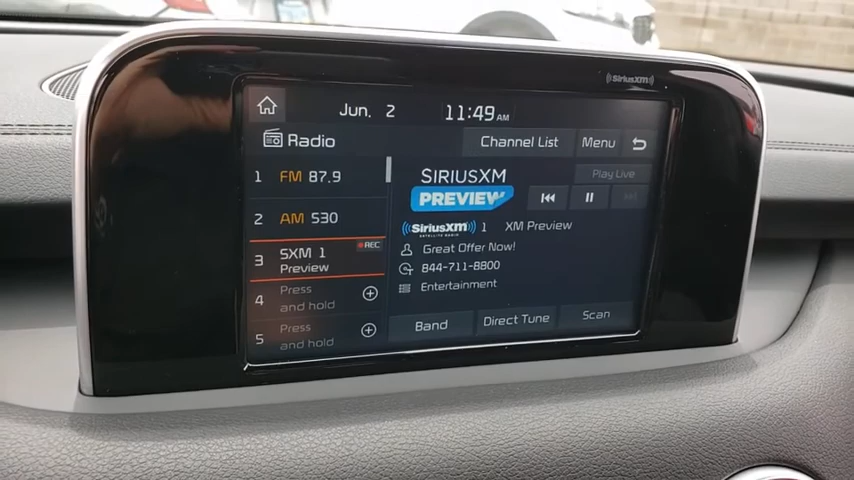 SiriusXM
Jun. 2 11:49 AM
Radio Channel List Menu
1 FM 87.9
2 AM 530
3 SXM 1 REC
Preview
4 Press
and hold
5 Press
and hold
Play Live
SIRIUSXM
PREVIEW
SiriusXM 1 XM Preview
SATELLITE RADIO
Great Offer Now!
844-711-8800
Entertainment
Band Direct Tune Scan